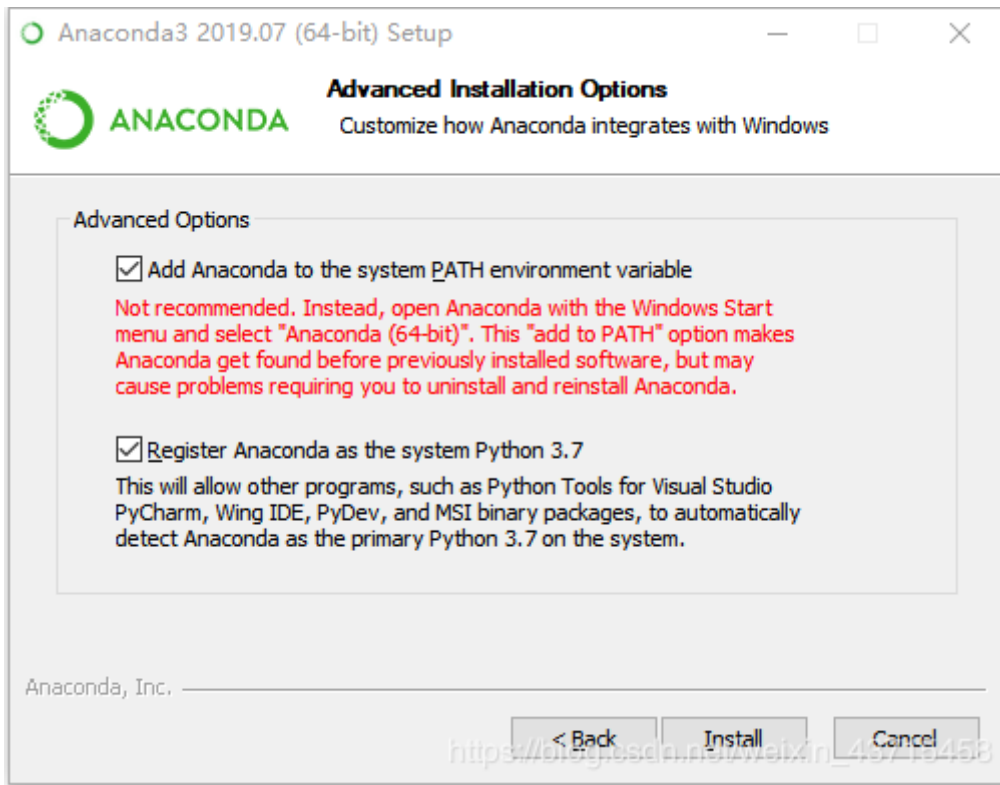 Anaconda3 2019.07 (64-bit) Setup
ANACONDA
Advanced Installation Options
Customize how Anaconda integrates with Windows
Advanced Options
Add Anaconda to the system PATH environment variable
Not recommended. Instead, open Anaconda with the Windows Start
menu and select "Anaconda (64-bit)". This "add to PATH" option makes
Anaconda get found before previously installed software, but may
cause problems requiring you to uninstall and reinstall Anaconda.
Register Anaconda as the system Python 3.7
This will allow other programs, such as Python Tools for Visual Studio
PyCharm, Wing IDE, PyDev, and MSI binary packages, to automatically
detect Anaconda as the primary Python 3.7 on the system.
Anaconda, Inc.
< Back
Install
Cancel
https://blog.csdn.net/weixin_43715458